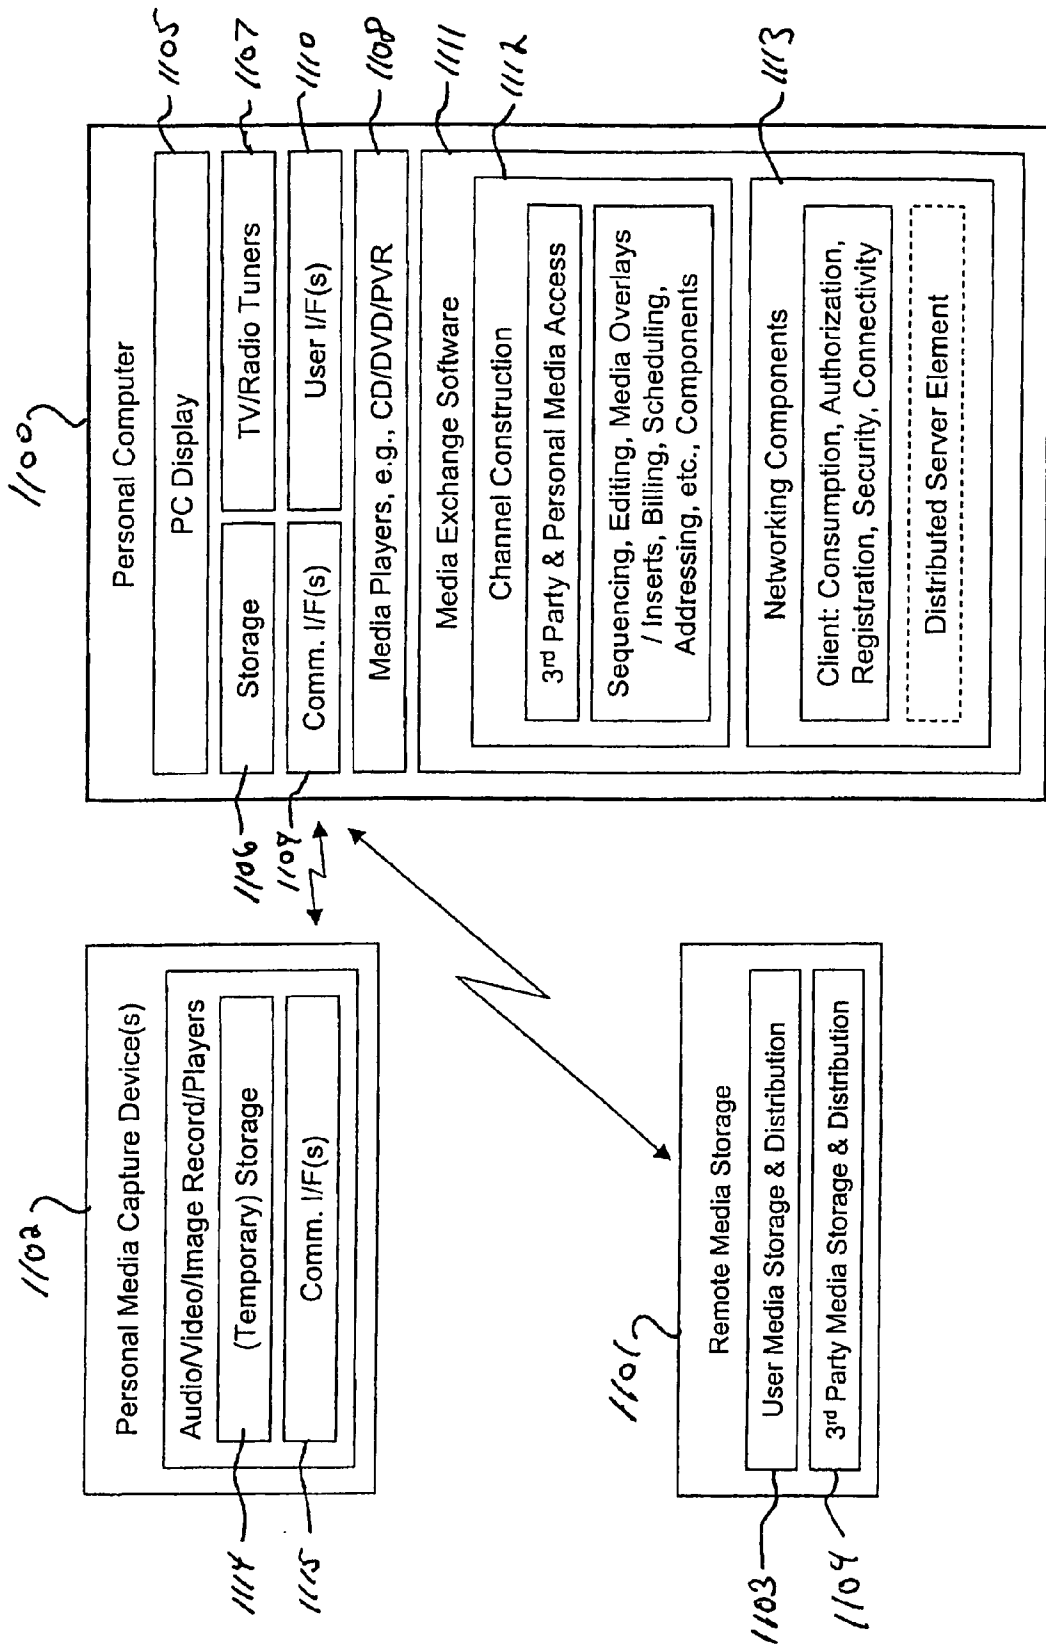 1100
Personal Computer
PC Display
1105
Storage
1106
TV/Radio Tuners
1107
Comm. I/F(s)
1109
User I/F(s)
1110
Media Players, e.g., CD/DVD/PVR
1108
Media Exchange Software
1111
Channel Construction
1112
3rd Party & Personal Media Access
Sequencing, Editing, Media Overlays
/ Inserts, Billing, Scheduling,
Addressing, etc., Components
Networking Components
1113
Client: Consumption, Authorization,
Registration, Security, Connectivity
Distributed Server Element
1102
Personal Media Capture Device(s)
Audio/Video/Image Record/Players
(Temporary) Storage
1114
Comm. I/F(s)
1115
1101
Remote Media Storage
User Media Storage & Distribution
1103
3rd Party Media Storage & Distribution
1104